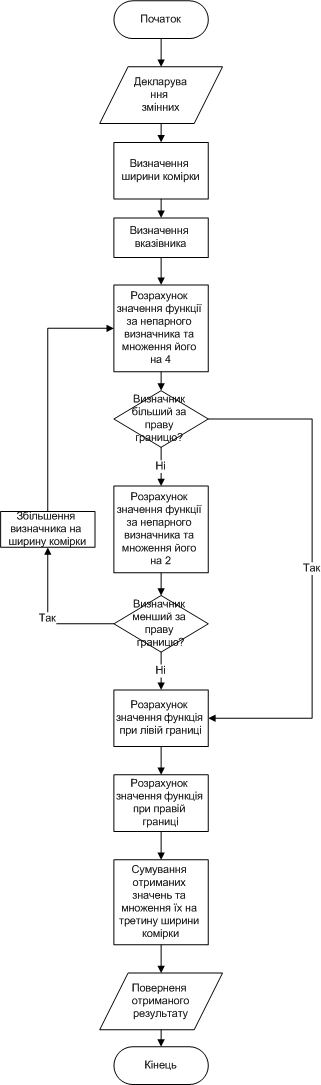 Початок
Декларува
ння
змінних
Визначення
ширини комірки
Визначення
вказівника
Розрахунок
значення функції
за непарного
визначника та
множення його
на 4
Визначник
більший за
праву
границю?
Ні
Розрахунок
значення функції
за непарного
визначника та
множення його
на 2
Збільшення
визначника на
ширину комірки
Так
Так
Визначник
менший за
праву
границю?
Ні
Розрахунок
значення функція
при лівій границі
Розрахунок
значення функція
при правій
границі
Сумування
отриманих
значень та
множення їх на
третину ширини
комірки
Поверненя
отриманого
результату
Кінець